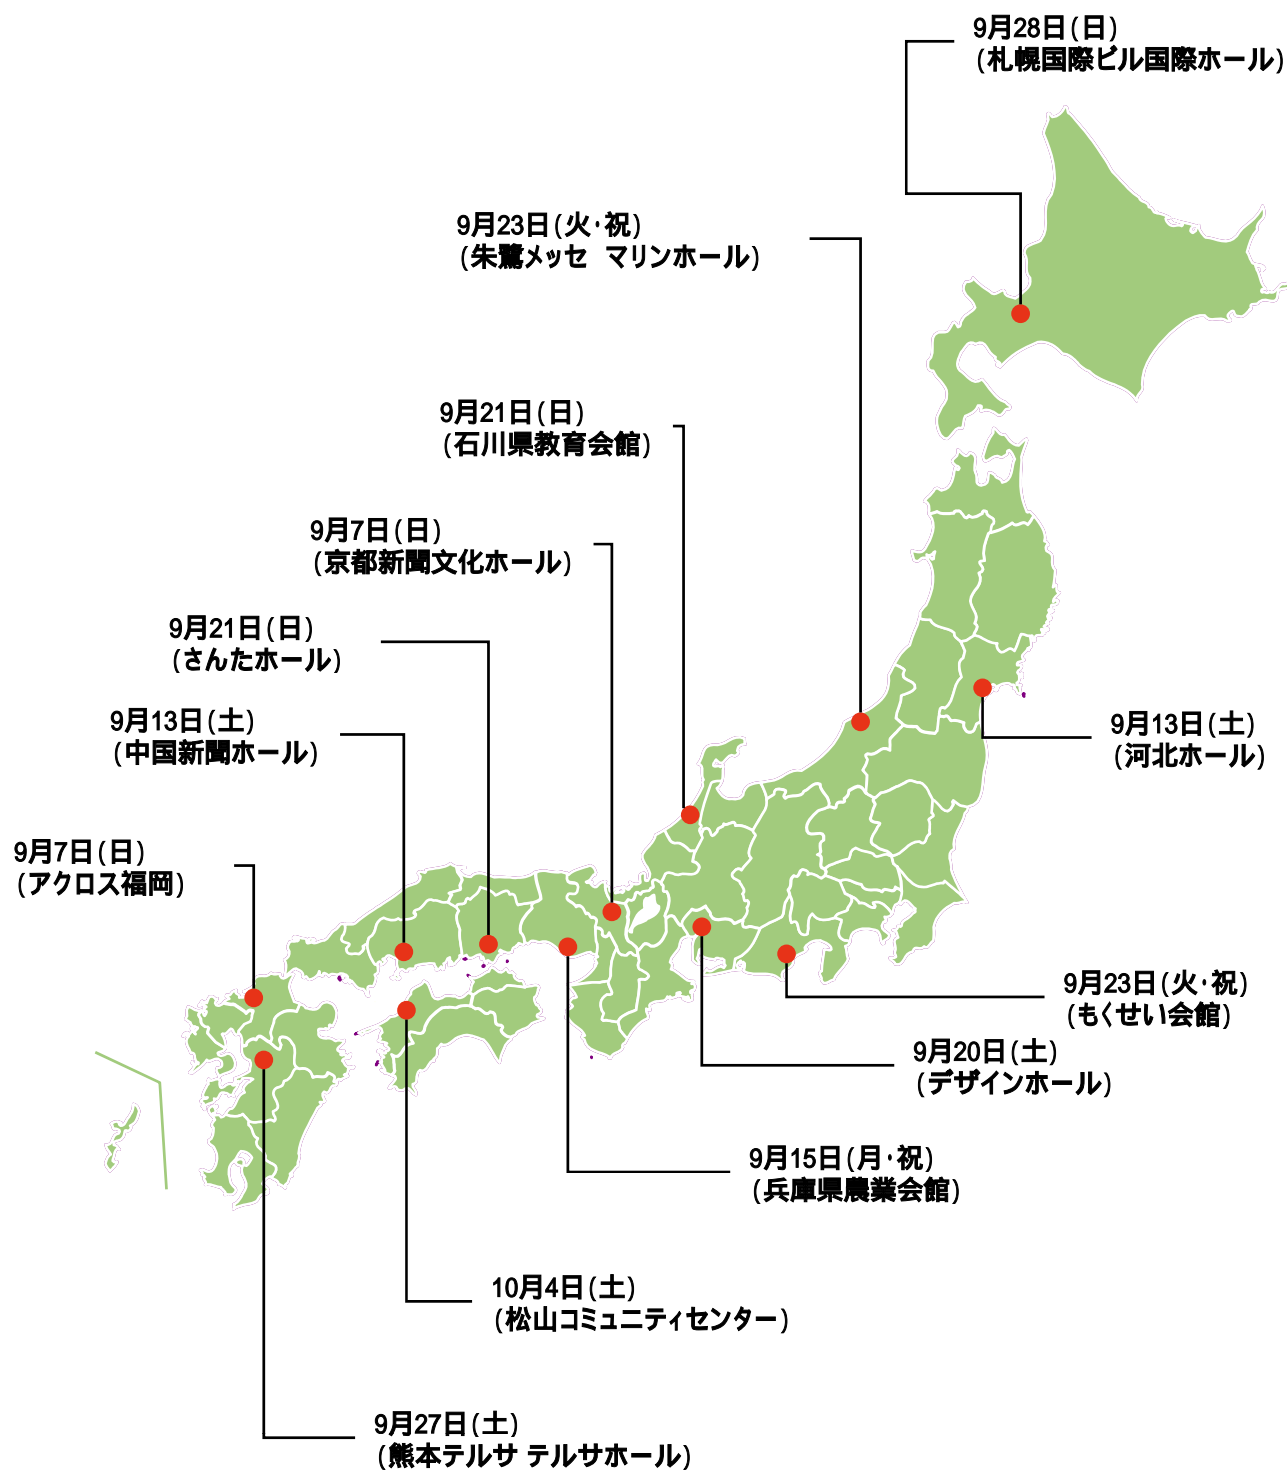 9月28日(日)
(札幌国際ビル国際ホール)
9月23日(火・祝)
(朱鷺メッセ マリンホール)
9月21日(日)
(石川県教育会館)
9月7日(日)
(京都新聞文化ホール)
9月21日(日)
(さんたホール)
9月13日(土)
(中国新聞ホール)
9月13日(土)
(河北ホール)
9月7日(日)
(アクロス福岡)
9月23日(火・祝)
(もくせい会館)
9月20日(土)
(デザインホール)
9月15日(月・祝)
(兵庫県農業会館)
10月4日(土)
(松山コミュニティセンター)
9月27日(土)
(熊本テルサ テルサホール)